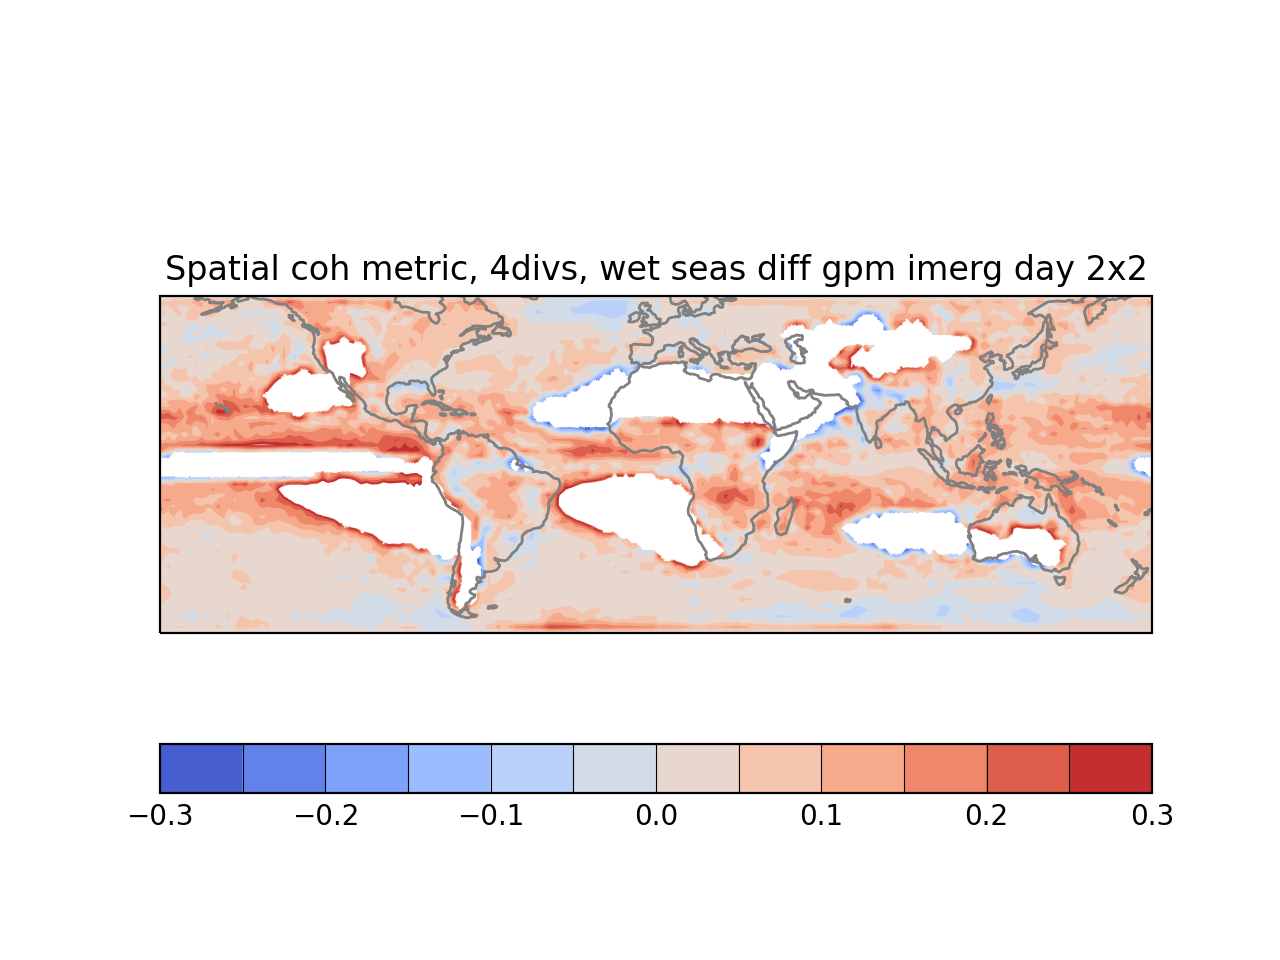 Spatial coh metric, 4divs, wet seas diff gpm imerg day 2x2
−0.3 −0.2 −0.1 0.0 0.1 0.2 0.3